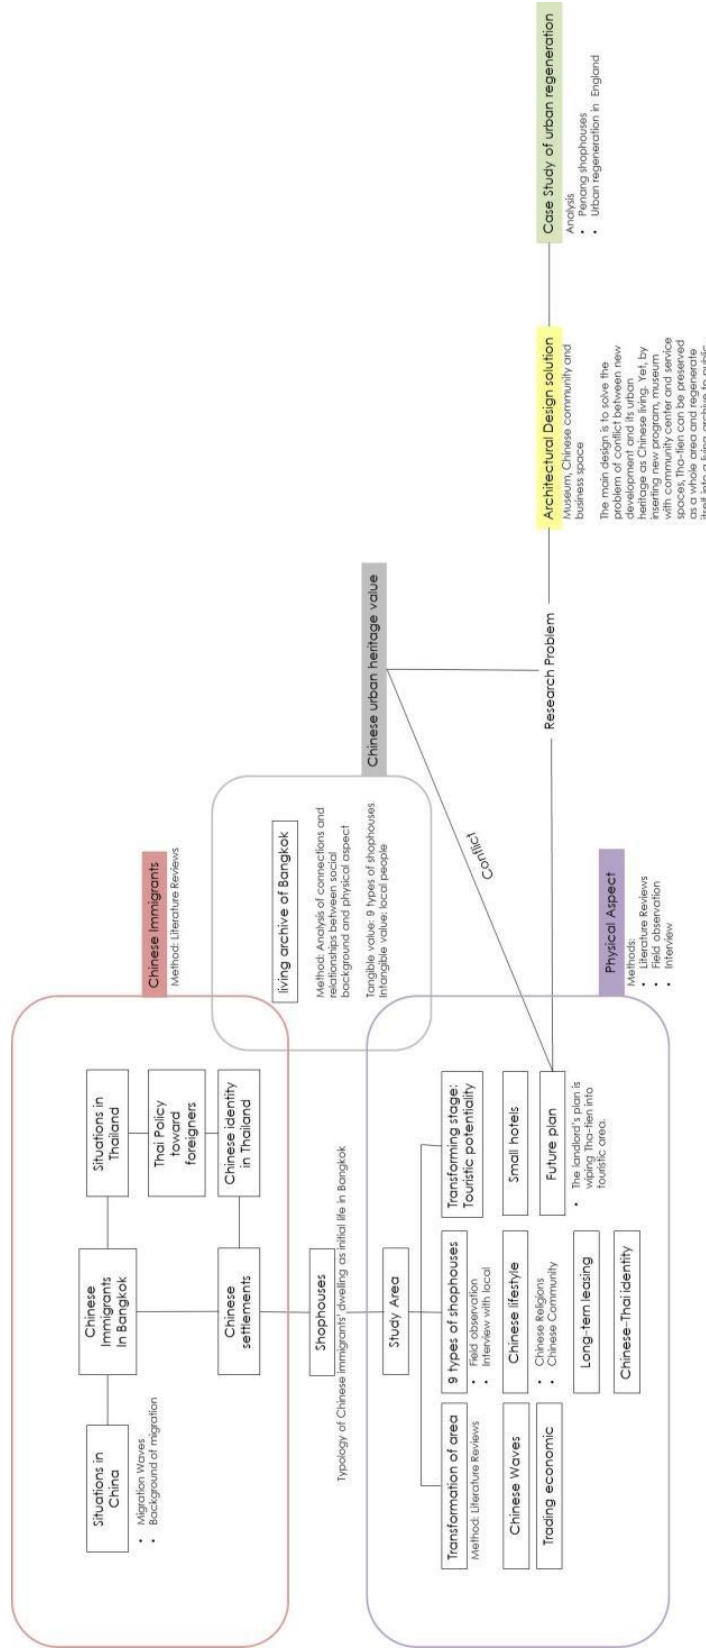 Situations in
China
• Migration Waves
• Background of migration
Chinese
Immigrants
In Bangkok
Situations in
Thailand
Thai Policy
toward
foreigners
Chinese identity
in Thailand
Chinese
settlements
Chinese Immigrants
Method: Literature Reviews
Shophouses
Typology of Chinese immigrants' dwelling as initial life in Bangkok
living archive of Bangkok
Method: Analysis of connections and
relationships between social
background and physical aspect
Tangible value: 9 types of shophouses
Intangible value: local people
Chinese urban heritage value
Study Area
Transformation of area
Method: Literature Reviews
Chinese Waves
Trading economic
9 types of shophouses
• Field observation
• Interview with local
Chinese lifestyle
• Chinese Religions
• Chinese Community
Long-term leasing
Chinese-Thai identity
Transforming stage:
Touristic potentiality
Small hotels
Future plan
• The landlord's plan is
wiping Tha-tien into
touristic area.
Physical Aspect
Methods:
• Literature Reviews
• Field observation
• Interview
Conflict
Research Problem
Architectural Design solution
Museum, Chinese community and
business space
The main design is to solve the
problem of conflict between new
development and its urban
heritage as Chinese living. Yet, by
inserting new program, museum
with community center and service
spaces, Tha-tien can be preserved
as a whole area and regenerate
itself into a living archive to public
Case Study of urban regeneration
Analysis
• Penang shophouses
• Urban regeneration in England